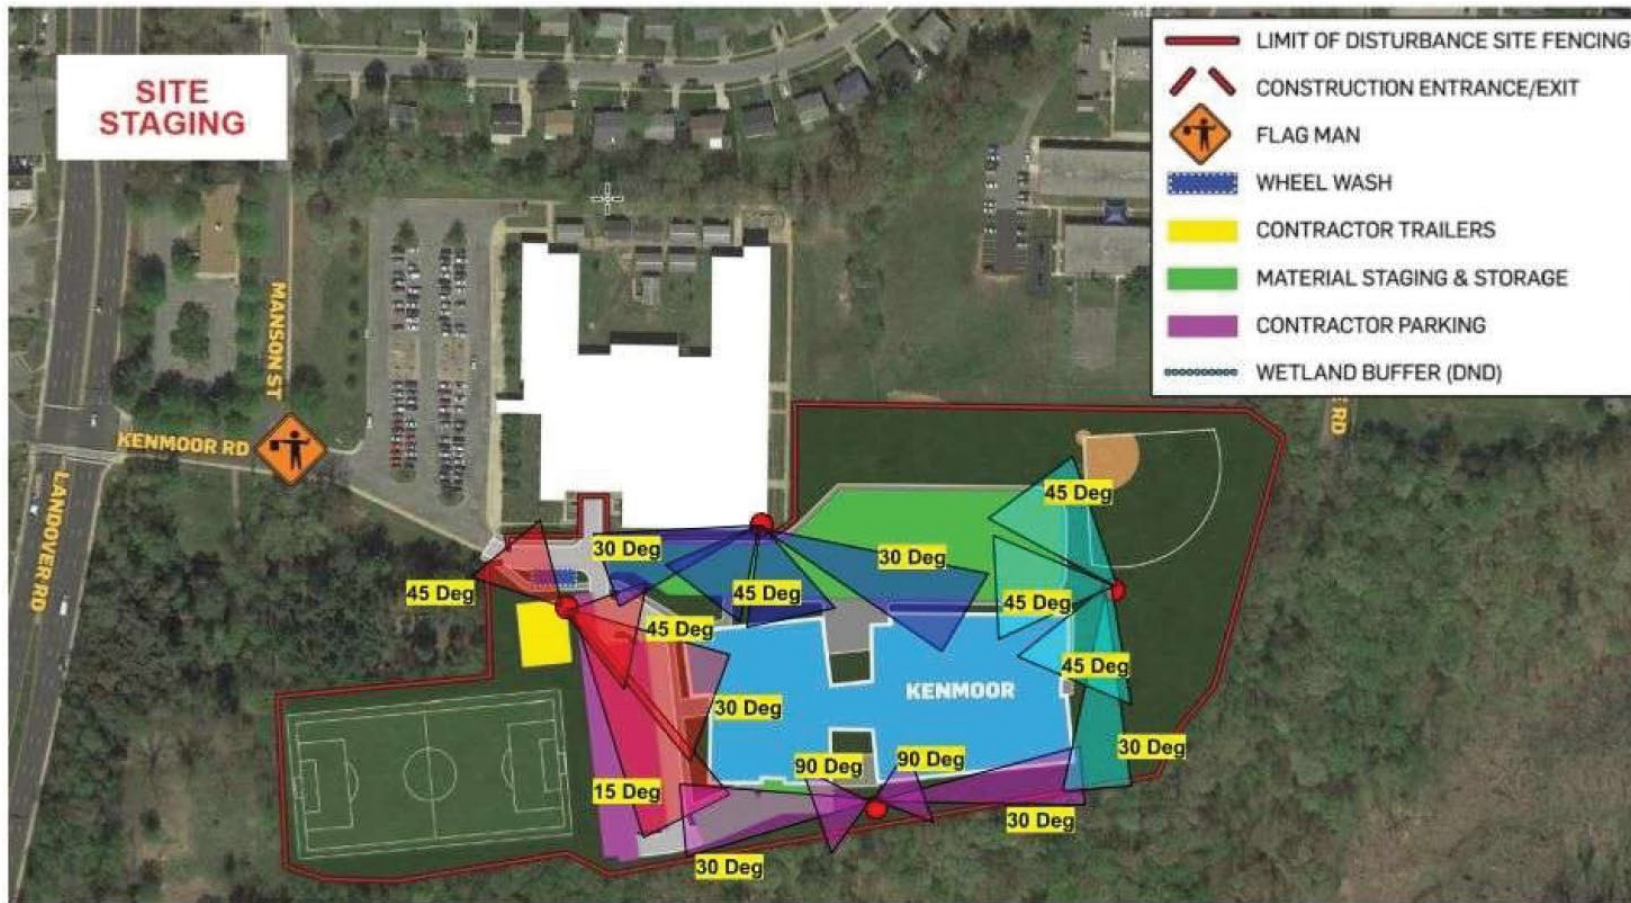 SITE
STAGING
LIMIT OF DISTURBANCE SITE FENCING
CONSTRUCTION ENTRANCE/EXIT
FLAG MAN
WHEEL WASH
CONTRACTOR TRAILERS
MATERIAL STAGING & STORAGE
CONTRACTOR PARKING
WETLAND BUFFER (DND)
MANSON ST
KENMOOR RD
LANDOVER RD
E RD
45 Deg
30 Deg
30 Deg
45 Deg
45 Deg
45 Deg
45 Deg
45 Deg
KENMOOR
30 Deg
30 Deg
90 Deg
90 Deg
15 Deg
30 Deg
30 Deg